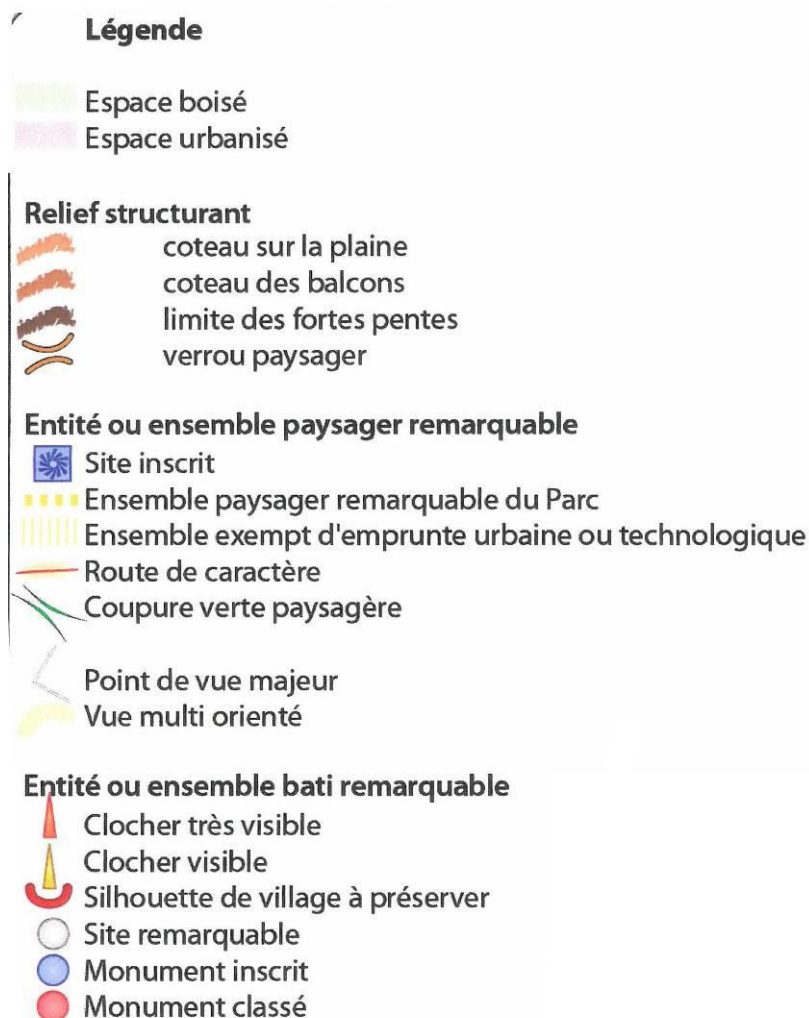 Légende
Espace boisé
Espace urbanisé
Relief structurant
coteau sur la plaine
coteau des balcons
limite des fortes pentes
verrou paysager
Entité ou ensemble paysager remarquable
Site inscrit
Ensemble paysager remarquable du Parc
Ensemble exempt d'emprunte urbaine ou technologique
Route de caractère
Coupure verte paysagère
Point de vue majeur
Vue multi orienté
Entité ou ensemble bati remarquable
Clocher très visible
Clocher visible
Silhouette de village à préserver
Site remarquable
Monument inscrit
Monument classé